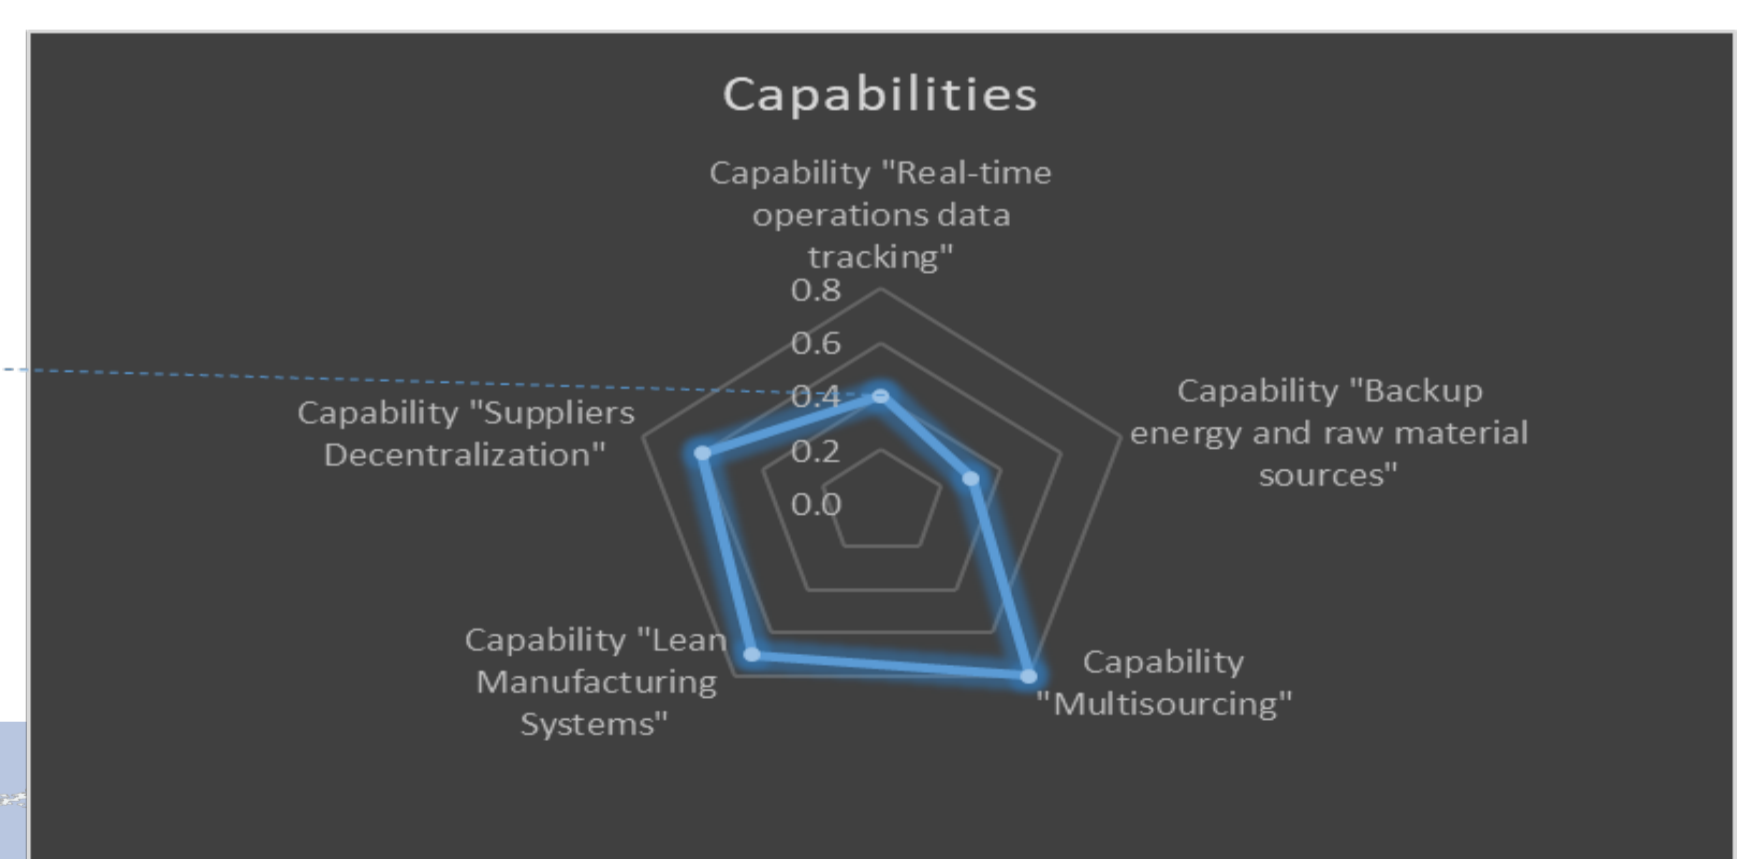 Capabilities
Capability "Real-time
operations data
tracking"
0.8
0.6
0.4
0.2
0.0
Capability "Backup
energy and raw material
sources"
Capability
"Multisourcing"
Capability "Lean
Manufacturing
Systems"
Capability "Suppliers
Decentralization"